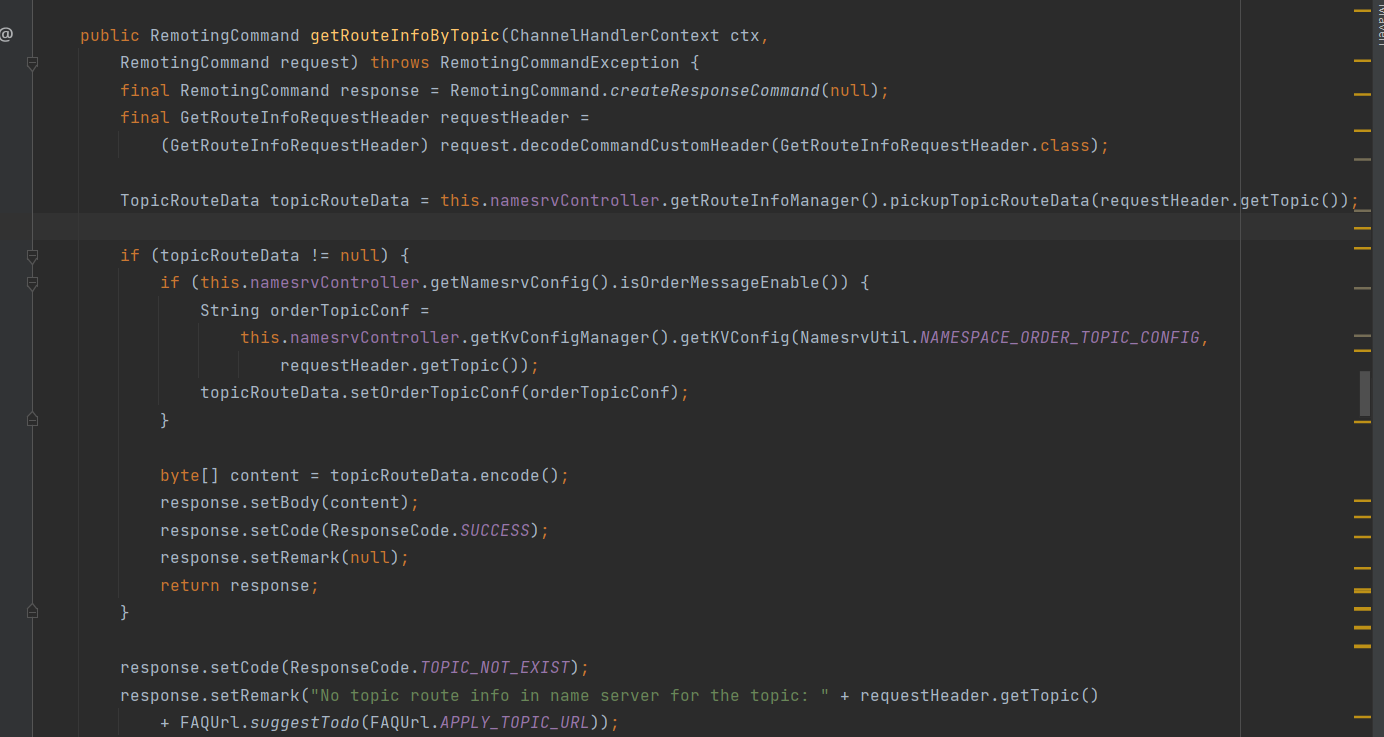 @
public RemotingCommand getRouteInfoByTopic(ChannelHandlerContext ctx,
RemotingCommand request) throws RemotingCommandException {
final RemotingCommand response = RemotingCommand.createResponseCommand(null);
final GetRouteInfoRequestHeader requestHeader =
(GetRouteInfoRequestHeader) request.decodeCommandCustomHeader(GetRouteInfoRequestHeader.class);
TopicRouteData topicRouteData = this.namesrvController.getRouteInfoManager().pickupTopicRouteData(requestHeader.getTopic());
if (topicRouteData != null) {
if (this.namesrvController.getNamesrvConfig().isOrderMessageEnable()) {
String orderTopicConf =
this.namesrvController.getKvConfigManager().getKVConfig(NamesrvUtil.NAMESPACE_ORDER_TOPIC_CONFIG,
requestHeader.getTopic());
topicRouteData.setOrderTopicConf(orderTopicConf);
}
byte[] content = topicRouteData.encode();
response.setBody(content);
response.setCode(ResponseCode.SUCCESS);
response.setRemark(null);
return response;
}
response.setCode(ResponseCode.TOPIC_NOT_EXIST);
response.setRemark("No topic route info in name server for the topic: " + requestHeader.getTopic()
+ FAQUrl.suggestTodo(FAQUrl.APPLY_TOPIC_URL));
Maven